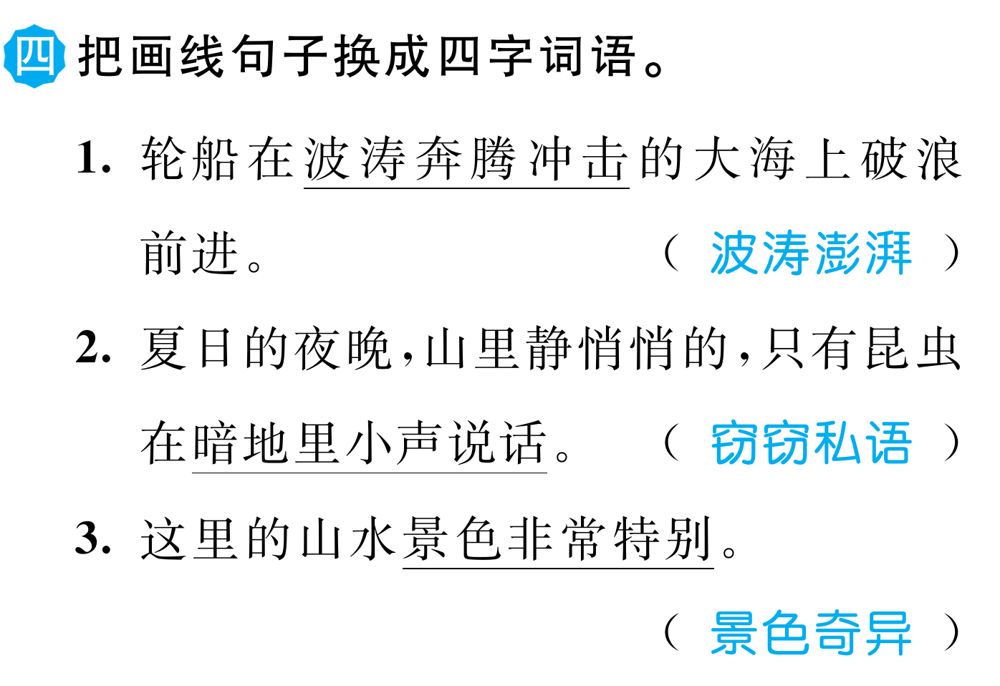 四 把画线句子换成四字词语。
1. 轮船在波涛奔腾冲击的大海上破浪
前进。 （ 波涛澎湃 ）
2. 夏日的夜晚，山里静悄悄的，只有昆虫
在暗地里小声说话。 （ 窃窃私语 ）
3. 这里的山水景色非常特别。
（ 景色奇异 ）